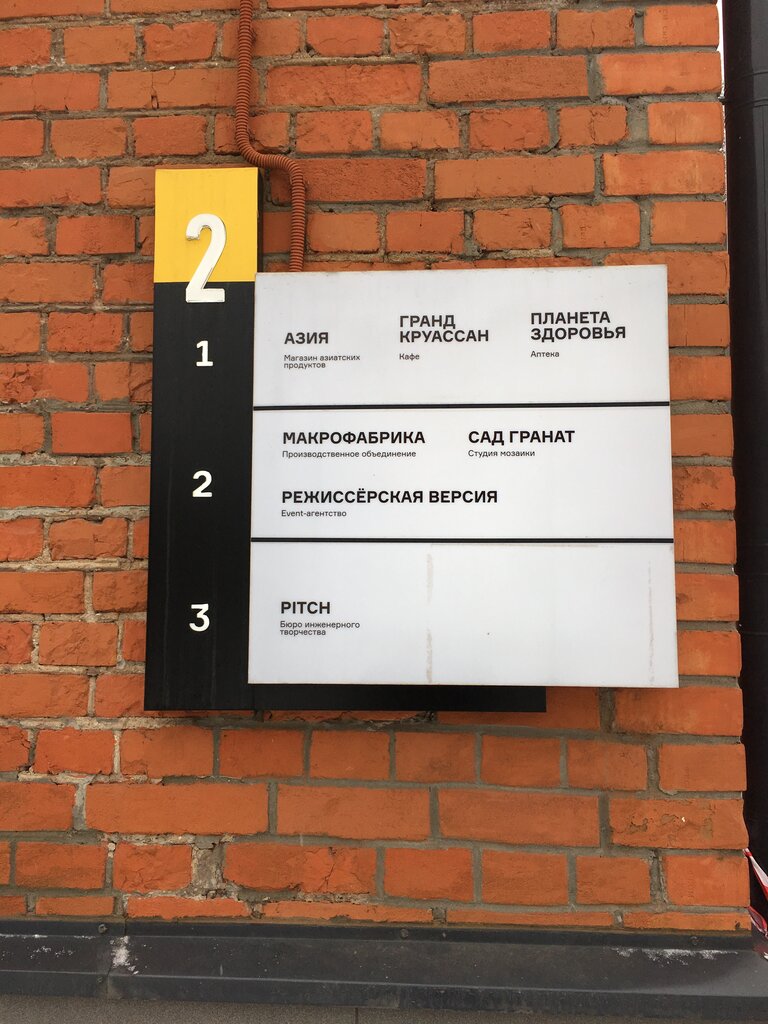 2
1
АЗИЯ
Магазин азиатских
продуктов
ГРАНД
КРУАССАН
Кафе
ПЛАНЕТА
ЗДОРОВЬЯ
Аптека
2
МАКРОФАБРИКА
Производственное объединение
САД ГРАНАТ
Студия мозаики
РЕЖИССЁРСКАЯ ВЕРСИЯ
Event-агентство
3
PITCH
Бюро инженерного
творчества